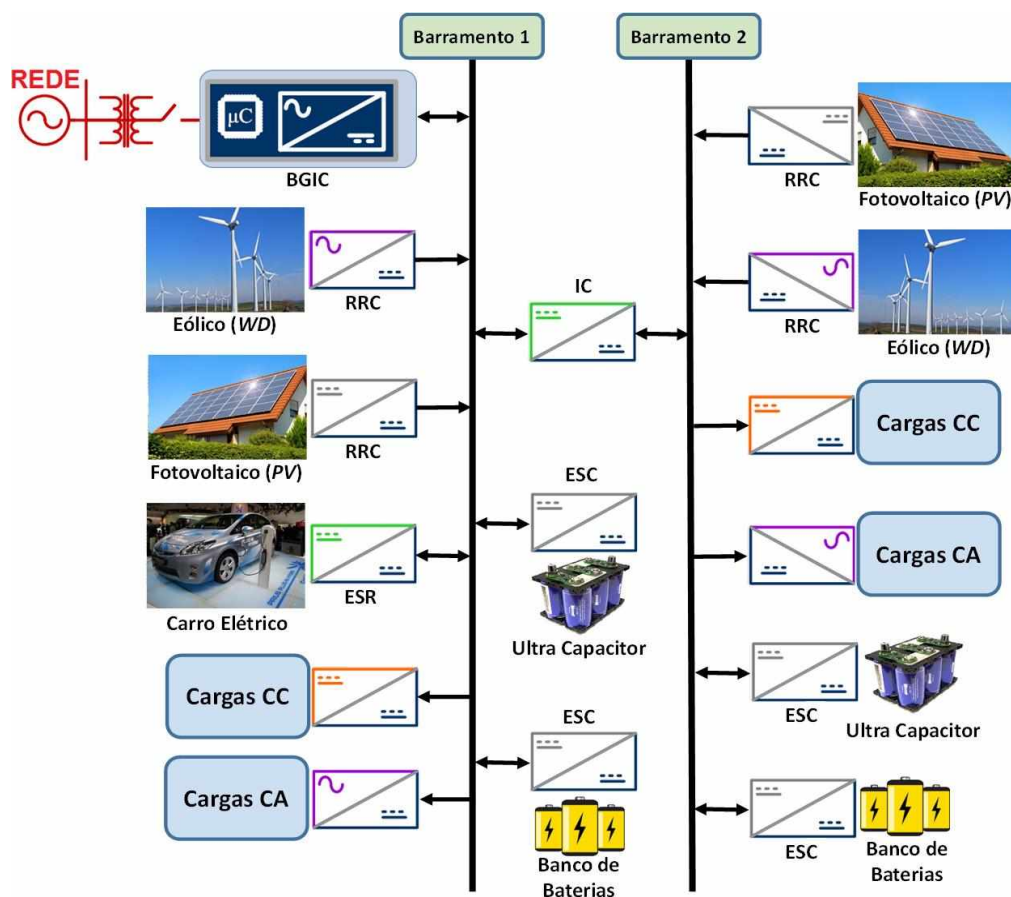 Barramento 1
Barramento 2
REDE
µC
BGIC
RRC
Fotovoltaico (PV)
RRC
Eólico (WD)
IC
RRC
Eólico (WD)
RRC
Fotovoltaico (PV)
Cargas CC
ESC
ESR
Carro Elétrico
Cargas CA
Ultra Capacitor
Cargas CC
ESC
Ultra Capacitor
ESC
Cargas CA
ESC
Banco de
Baterias
Banco de
Baterias